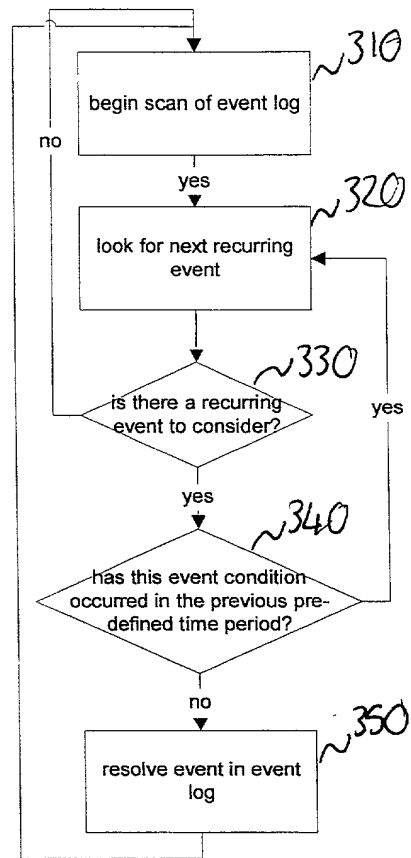 310
begin scan of event log
no
yes
320
look for next recurring
event
330
is there a recurring
event to consider?
yes
yes
340
has this event condition
occurred in the previous pre-
defined time period?
no
350
resolve event in event
log